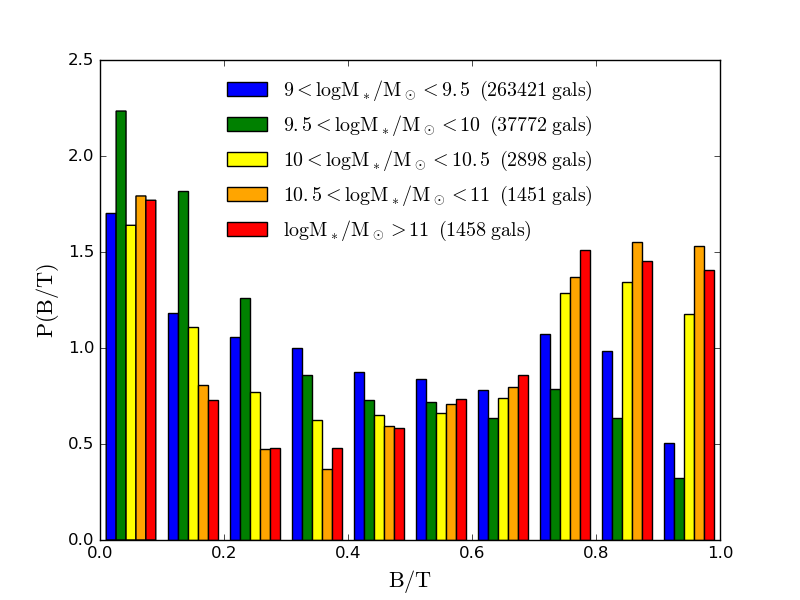 2.5
2.0
1.5
1.0
0.5
0.0
P(B/T)
9 < logM∗/M⊙ < 9.5 (263421 gals)
9.5 < logM∗/M⊙ < 10 (37772 gals)
10 < logM∗/M⊙ < 10.5 (2898 gals)
10.5 < logM∗/M⊙ < 11 (1451 gals)
logM∗/M⊙ > 11 (1458 gals)
0.0 0.2 0.4 0.6 0.8 1.0
B/T